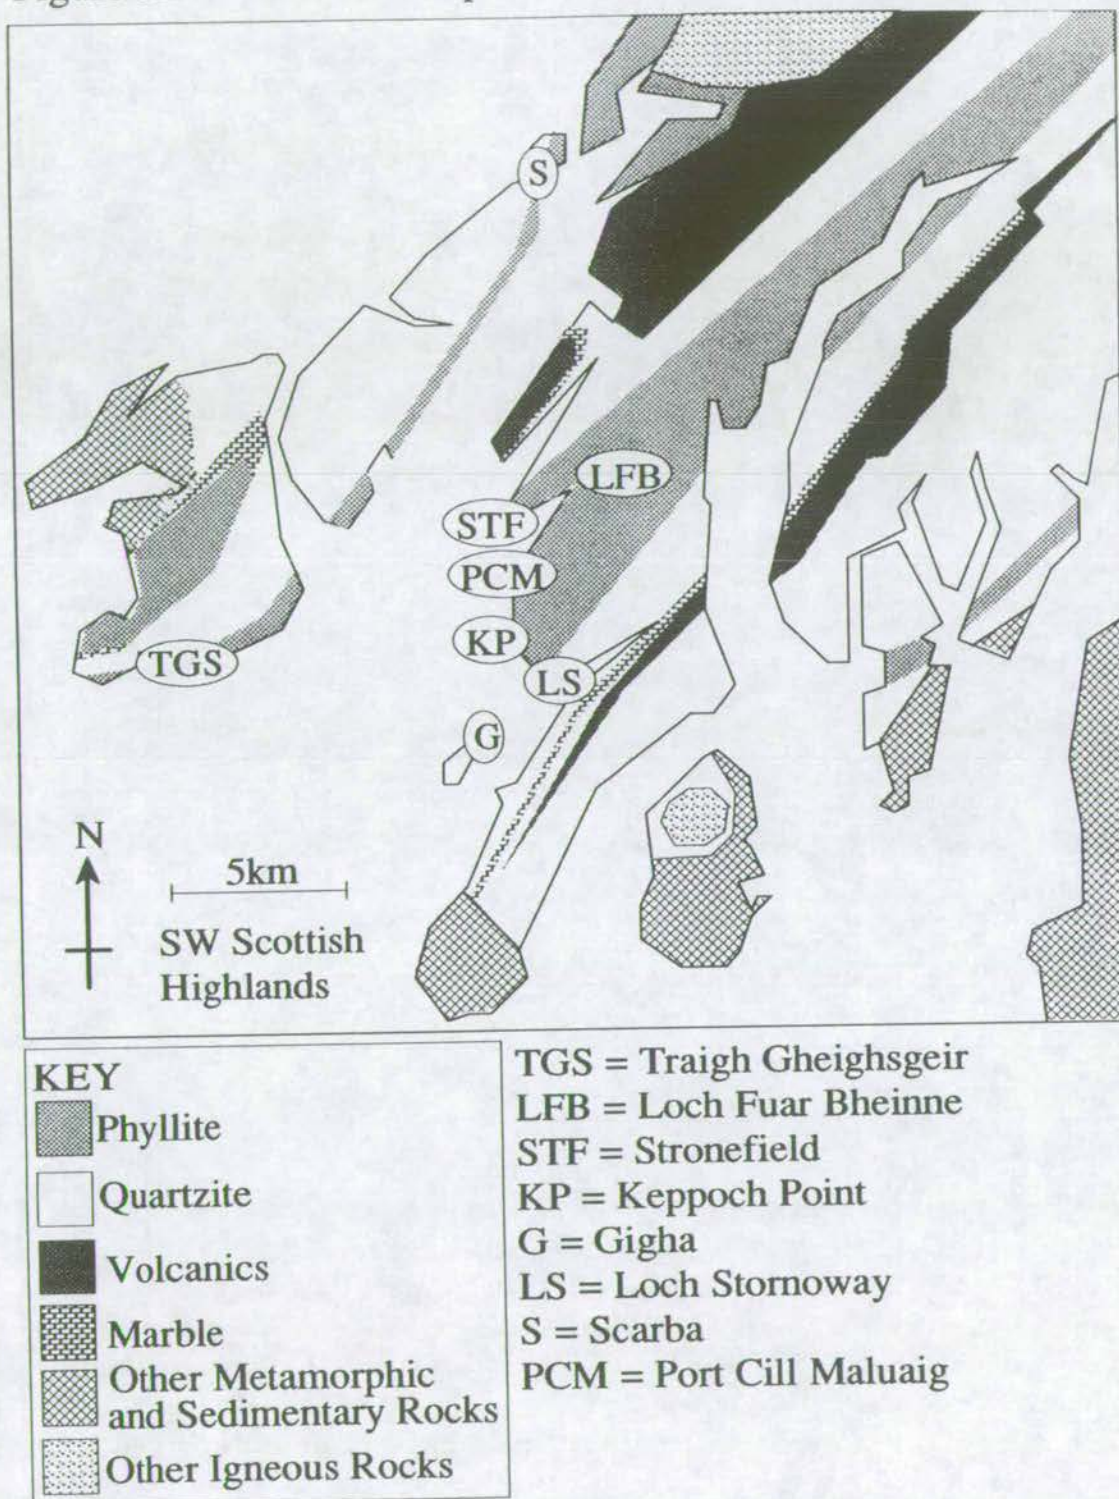 S
LFB
STF
PCM
KP
TGS
LS
G
N
5km
SW Scottish
Highlands
KEY
Phyllite
Quartzite
Volcanics
Marble
Other Metamorphic
and Sedimentary Rocks
Other Igneous Rocks
TGS = Traigh Gheighsgeir
LFB = Loch Fuar Bheinne
STF = Stronefield
KP = Keppoch Point
G = Gigha
LS = Loch Stornoway
S = Scarba
PCM = Port Cill Maluaig